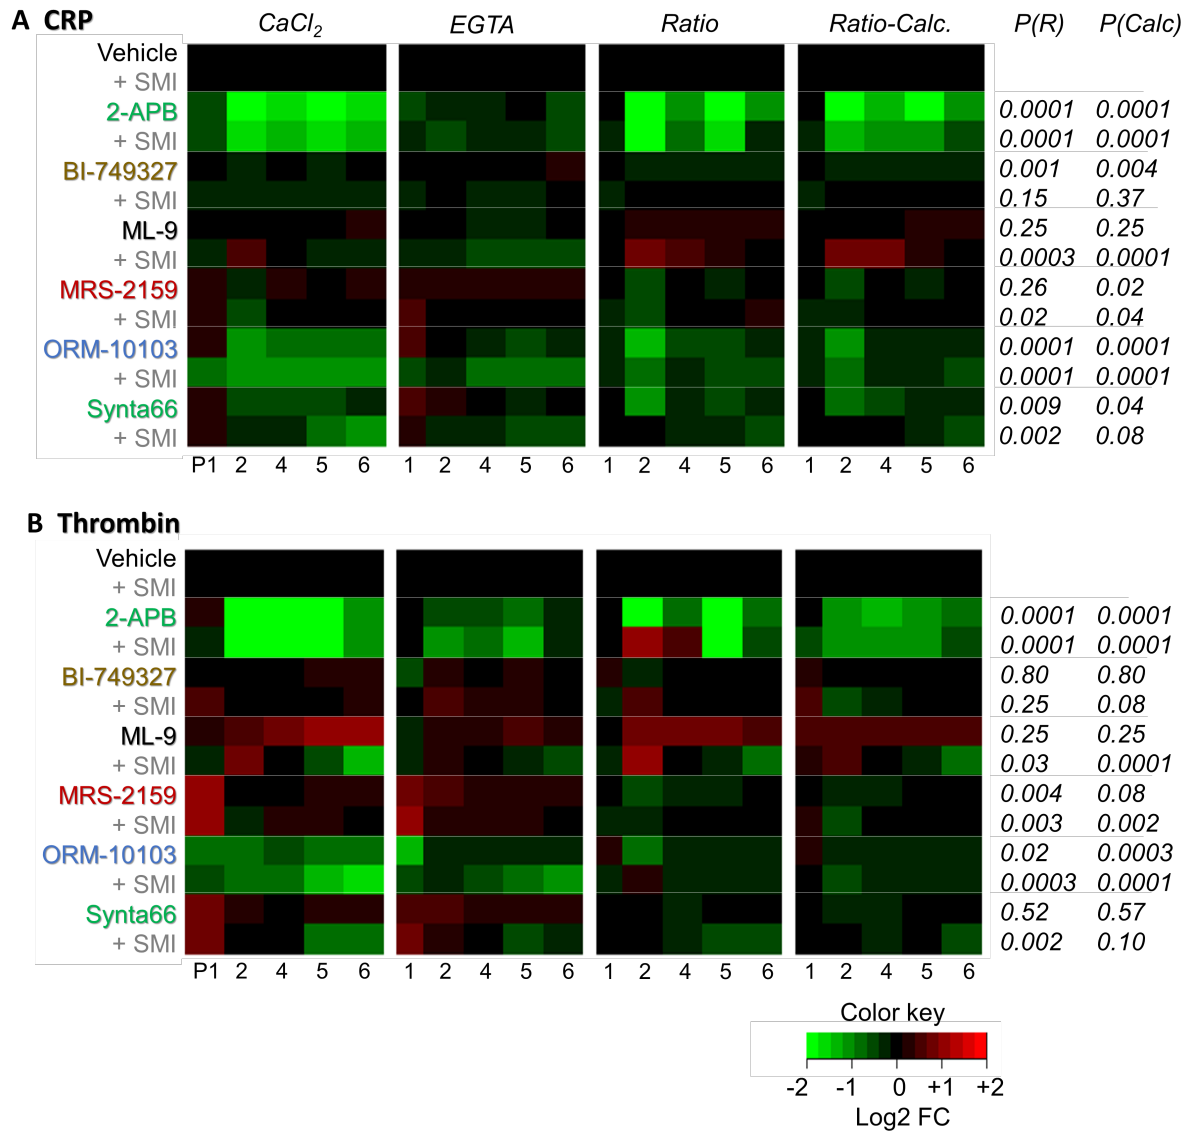 A CRP CaCl2 EGTA Ratio Ratio-Calc. P(R) P(Calc)
Vehicle
+ SMI
2-APB 0.0001 0.0001
+ SMI 0.0001 0.0001
BI-749327 0.001 0.004
+ SMI 0.15 0.37
ML-9 0.25 0.25
+ SMI 0.0003 0.0001
MRS-2159 0.26 0.02
+ SMI 0.02 0.04
ORM-10103 0.0001 0.0001
+ SMI 0.0001 0.0001
Synta66 0.009 0.04
+ SMI 0.002 0.08
P1 2 4 5 6 1 2 4 5 6 1 2 4 5 6 1 2 4 5 6
B Thrombin
Vehicle
+ SMI
2-APB 0.0001 0.0001
+ SMI 0.0001 0.0001
BI-749327 0.80 0.80
+ SMI 0.25 0.08
ML-9 0.25 0.25
+ SMI 0.03 0.0001
MRS-2159 0.004 0.08
+ SMI 0.003 0.002
ORM-10103 0.02 0.0003
+ SMI 0.0003 0.0001
Synta66 0.52 0.57
+ SMI 0.002 0.10
P1 2 4 5 6 1 2 4 5 6 1 2 4 5 6 1 2 4 5 6
Color key
-2 -1 0 +1 +2
Log2 FC